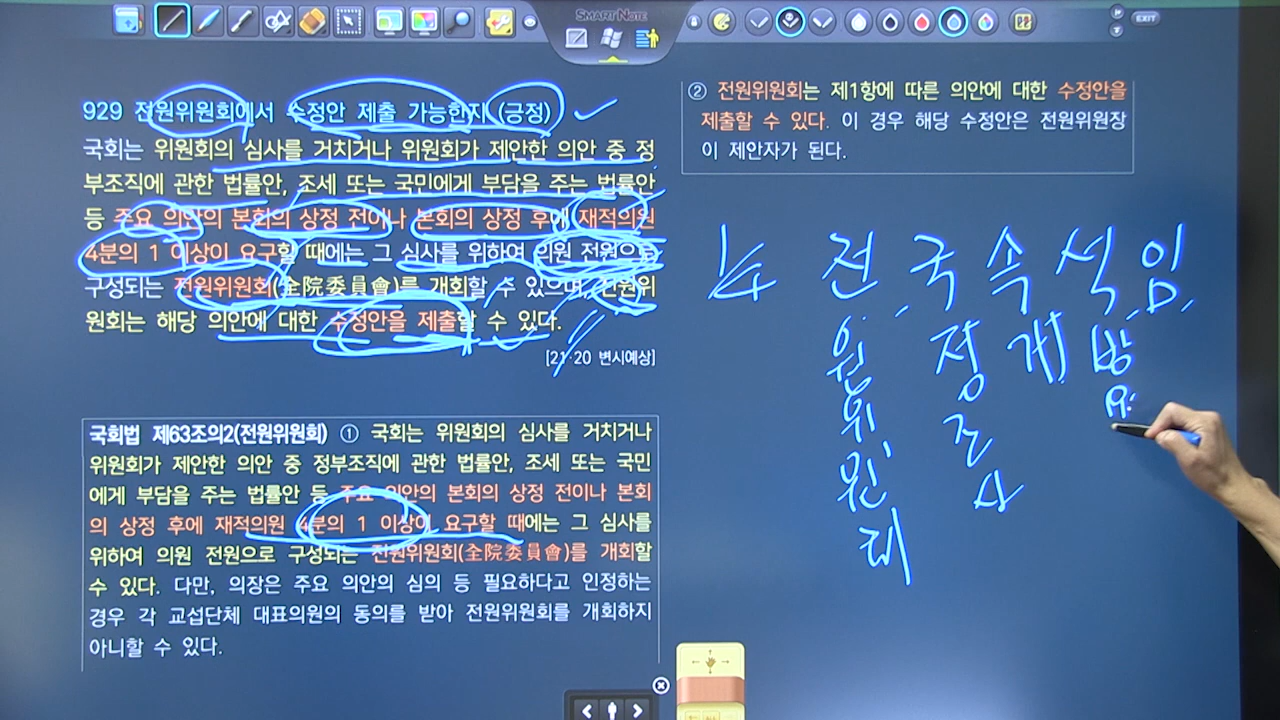 SMARTNOTE
EXIT
929 전원위원회에서 수정안 제출 가능한지 (긍정)
국회는 위원회의 심사를 거치거나 위원회가 제안한 의안 중 정
부조직에 관한 법률안, 조세 또는 국민에게 부담을 주는 법률안
등 주요 의안의 본회의 상정 전이나 본회의 상정 후에 재적의원
4분의 1 이상이 요구할 때에는 그 심사를 위하여 의원 전원으로
구성되는 전원위원회(全院委員會)를 개회할 수 있으며, 전원위
원회는 해당 의안에 대한 수정안을 제출할 수 있다.
[21·20 변시예상]
국회법 제63조의2(전원위원회) ① 국회는 위원회의 심사를 거치거나
위원회가 제안한 의안 중 정부조직에 관한 법률안, 조세 또는 국민
에게 부담을 주는 법률안 등 주요 의안의 본회의 상정 전이나 본회
의 상정 후에 재적의원 4분의 1 이상이 요구할 때에는 그 심사를
위하여 의원 전원으로 구성되는 전원위원회(全院委員會)를 개회할
수 있다. 다만, 의장은 주요 의안의 심의 등 필요하다고 인정하는
경우 각 교섭단체 대표의원의 동의를 받아 전원위원회를 개회하지
아니할 수 있다.
② 전원위원회는 제1항에 따른 의안에 대한 수정안을
제출할 수 있다. 이 경우 해당 수정안은 전원위원장
이 제안자가 된다.
1/4 전 국 속 석 임
원 정 개 방
위 조 요
원 사